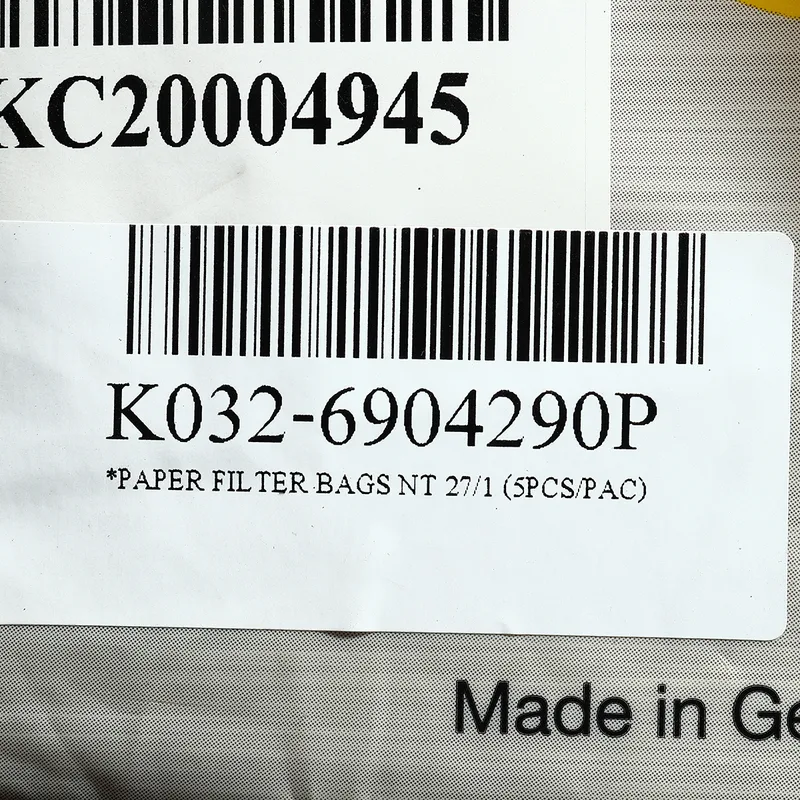 KC20004945
K032-6904290P
*PAPER FILTER BAGS NT 27/1 (5PCS/PAC)
Made in Ge